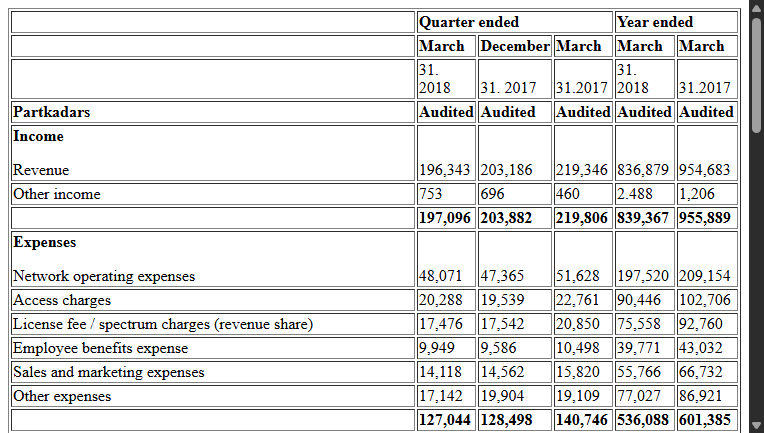 Quarter ended Year ended
March December March March March
31. 2018 31. 2017 31.2017 31. 2018 31.2017
Partkadars Audited Audited Audited Audited Audited
Income
Revenue 196,343 203,186 219,346 836,879 954,683
Other income 753 696 460 2.488 1,206
197,096 203,882 219,806 839,367 955,889
Expenses
Network operating expenses 48,071 47,365 51,628 197,520 209,154
Access charges 20,288 19,539 22,761 90,446 102,706
License fee / spectrum charges (revenue share) 17,476 17,542 20,850 75,558 92,760
Employee benefits expense 9,949 9,586 10,498 39,771 43,032
Sales and marketing expenses 14,118 14,562 15,820 55,766 66,732
Other expenses 17,142 19,904 19,109 77,027 86,921
127,044 128,498 140,746 536,088 601,385